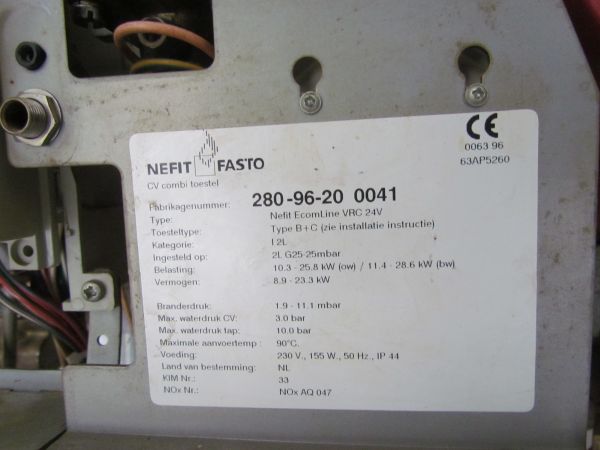 NEFIT FASTO
CV combi toestel
CE
0063 96
63AP5260
Fabrikagenummer: 280-96-20 0041
Type: Nefit EcomLine VRC 24V
Toesteltype: Type B+C (zie installatie instructie)
Kategorie: I 2L
Ingesteld op: 2L G25-25mbar
Belasting: 10.3 - 25.8 kW (ow) / 11.4 - 28.6 kW (bw)
Vermogen: 8.9 - 23.3 kW
Branderdruk: 1.9 - 11.1 mbar
Max. waterdruk CV: 3.0 bar
Max. waterdruk tap: 10.0 bar
Maximale aanvoertemp : 90°C.
Voeding: 230 V., 155 W., 50 Hz., IP 44
Land van bestemming: NL
KIM Nr.: 33
NOx Nr.: NOx AQ 047